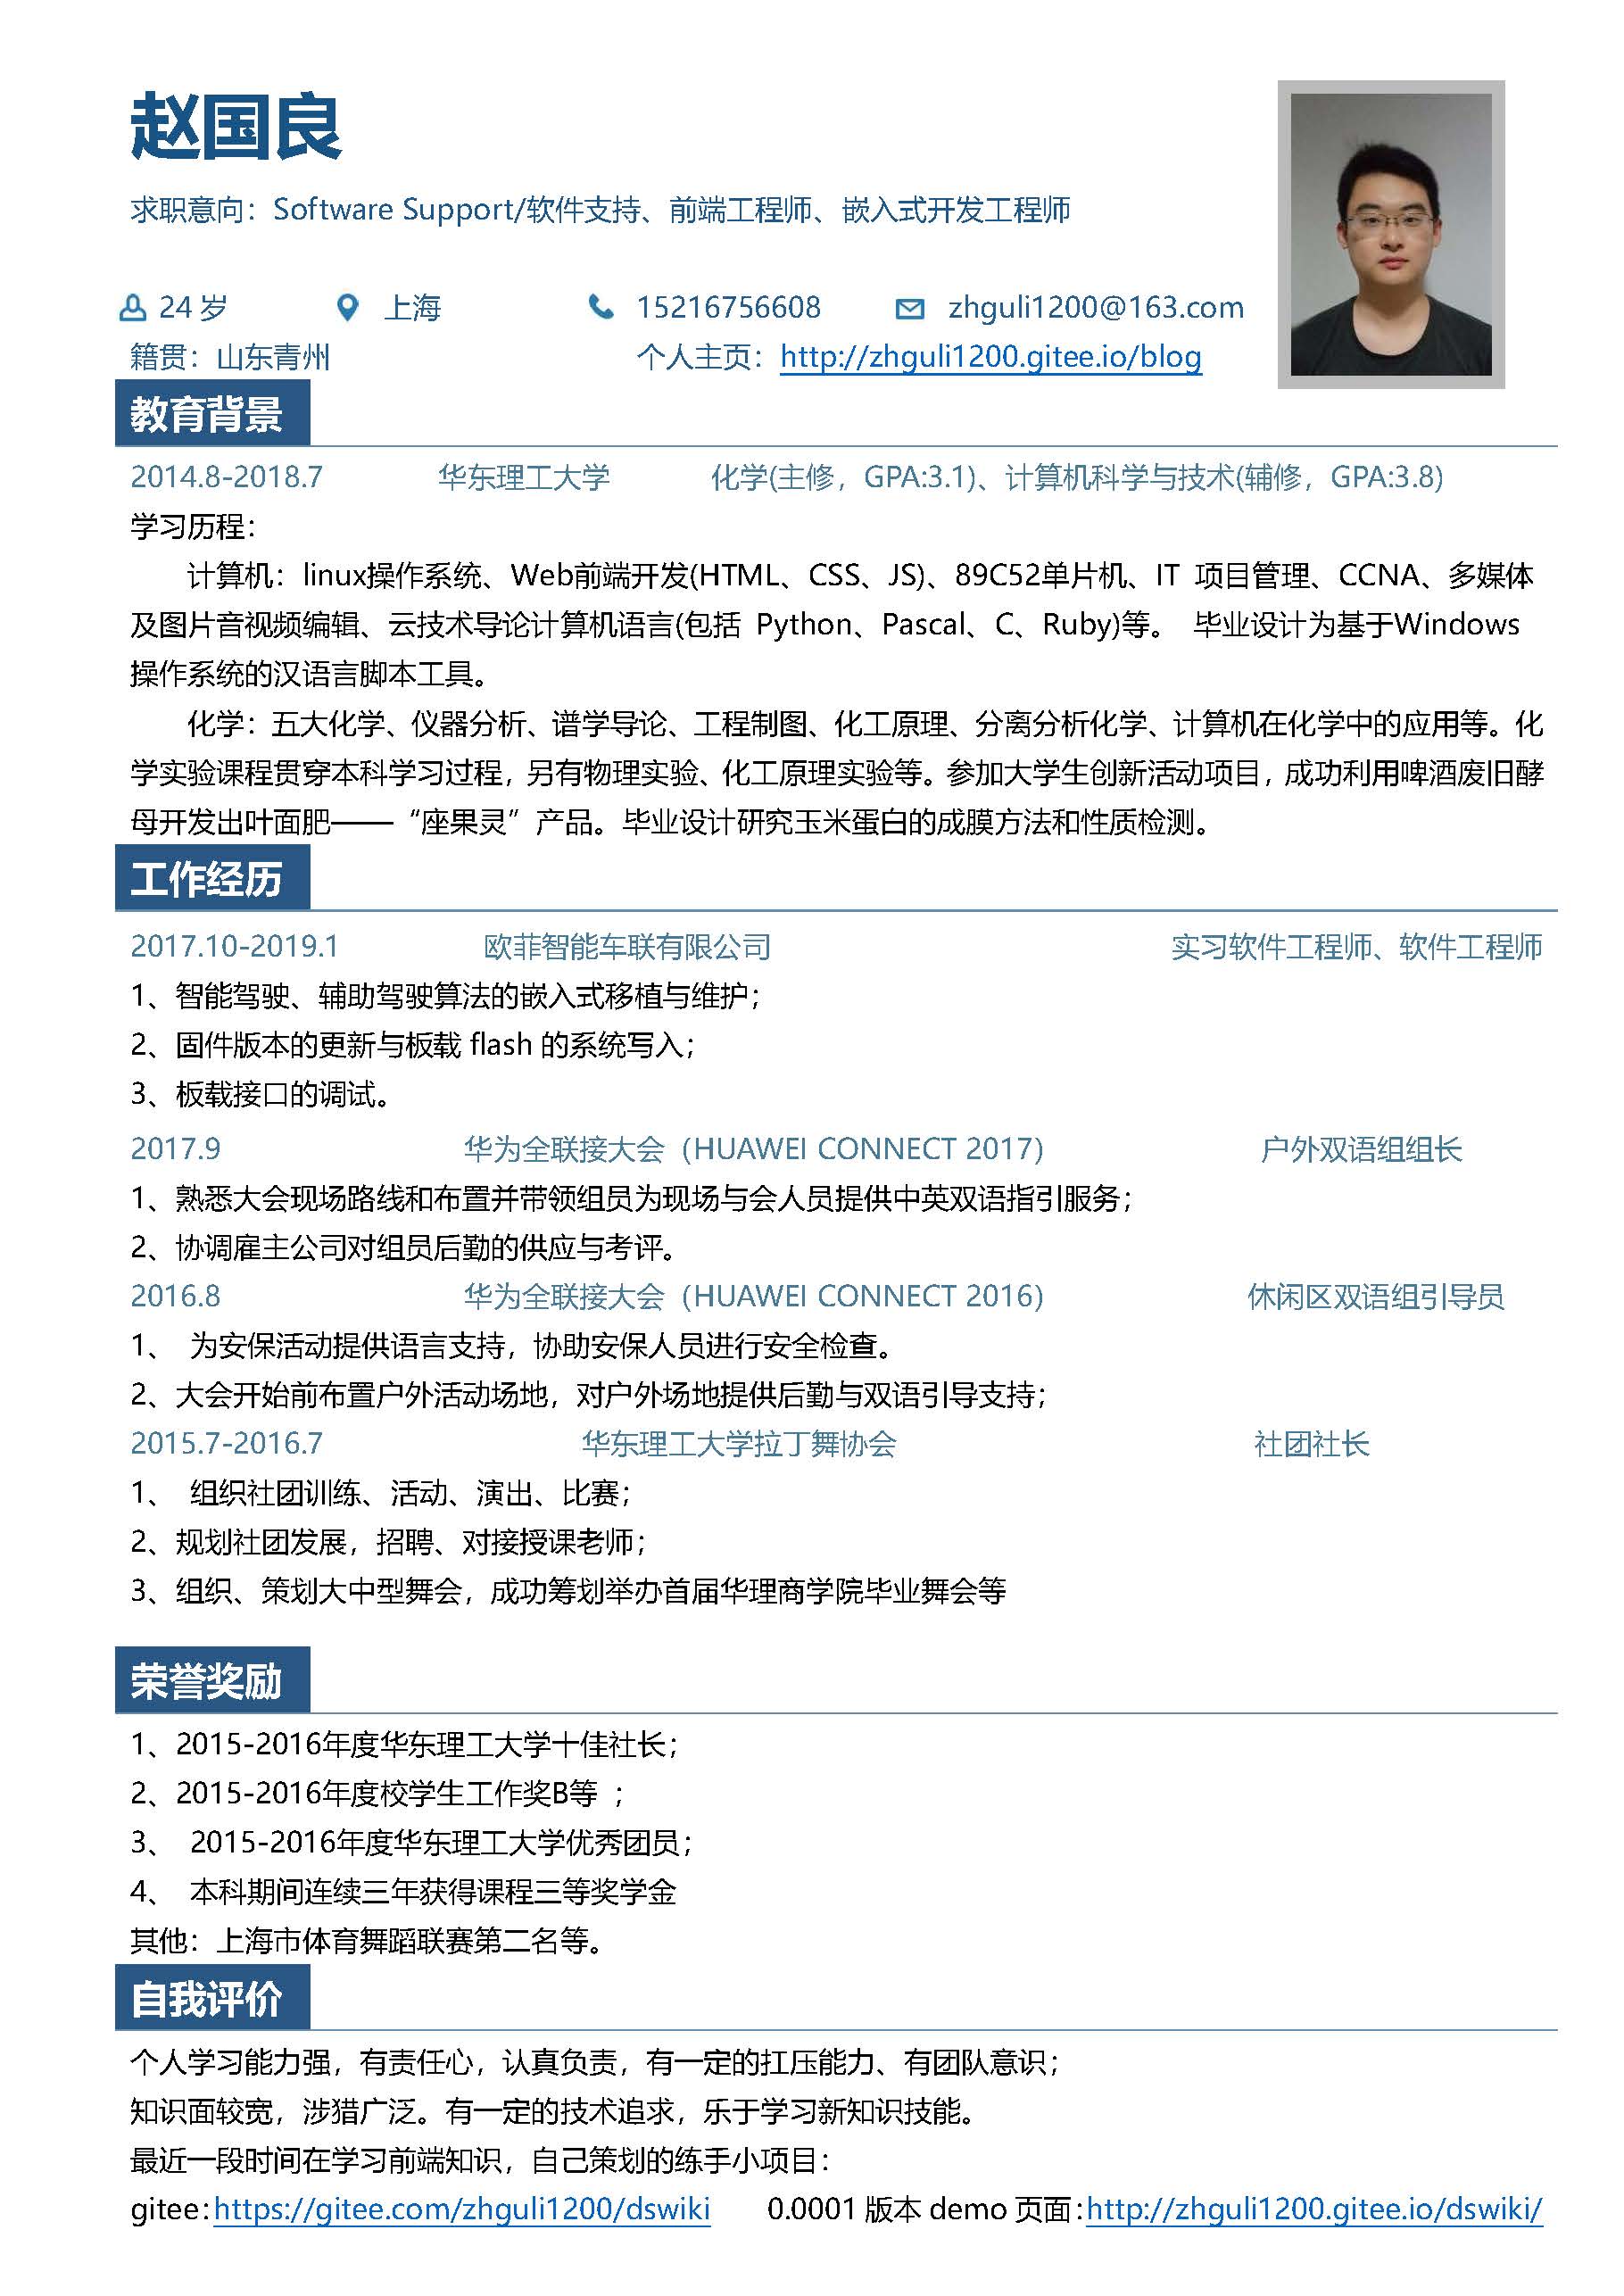 赵国良
求职意向：Software Support/软件支持、前端工程师、嵌入式开发工程师
24 岁 上海 15216756608 zhguli1200@163.com
籍贯：山东青州 个人主页：http://zhguli1200.gitee.io/blog
教育背景
2014.8-2018.7 华东理工大学 化学(主修，GPA:3.1)、计算机科学与技术(辅修，GPA:3.8)
学习历程：
计算机：linux操作系统、Web前端开发(HTML、CSS、JS)、89C52单片机、IT 项目管理、CCNA、多媒体
及图片音视频编辑、云技术导论计算机语言(包括 Python、Pascal、C、Ruby)等。 毕业设计为基于Windows
操作系统的汉语言脚本工具。
化学：五大化学、仪器分析、谱学导论、工程制图、化工原理、分离分析化学、计算机在化学中的应用等。化
学实验课程贯穿本科学习过程，另有物理实验、化工原理实验等。参加大学生创新活动项目，成功利用啤酒废旧酵
母开发出叶面肥——“座果灵”产品。毕业设计研究玉米蛋白的成膜方法和性质检测。
工作经历
2017.10-2019.1 欧菲智能车联有限公司 实习软件工程师、软件工程师
1、智能驾驶、辅助驾驶算法的嵌入式移植与维护；
2、固件版本的更新与板载 flash 的系统写入；
3、板载接口的调试。
2017.9 华为全联接大会（HUAWEI CONNECT 2017） 户外双语组组长
1、熟悉大会现场路线和布置并带领组员为现场与会人员提供中英双语指引服务；
2、协调雇主公司对组员后勤的供应与考评。
2016.8 华为全联接大会（HUAWEI CONNECT 2016） 休闲区双语组引导员
1、 为安保活动提供语言支持，协助安保人员进行安全检查。
2、大会开始前布置户外活动场地，对户外场地提供后勤与双语引导支持；
2015.7-2016.7 华东理工大学拉丁舞协会 社团社长
1、 组织社团训练、活动、演出、比赛；
2、规划社团发展，招聘、对接授课老师；
3、组织、策划大中型舞会，成功筹划举办首届华理商学院毕业舞会等
荣誉奖励
1、2015-2016年度华东理工大学十佳社长；
2、2015-2016年度校学生工作奖B等 ；
3、 2015-2016年度华东理工大学优秀团员；
4、 本科期间连续三年获得课程三等奖学金
其他：上海市体育舞蹈联赛第二名等。
自我评价
个人学习能力强，有责任心，认真负责，有一定的扛压能力、有团队意识；
知识面较宽，涉猎广泛。有一定的技术追求，乐于学习新知识技能。
最近一段时间在学习前端知识，自己策划的练手小项目：
gitee：https://gitee.com/zhguli1200/dswiki 0.0001 版本 demo 页面：http://zhguli1200.gitee.io/dswiki/